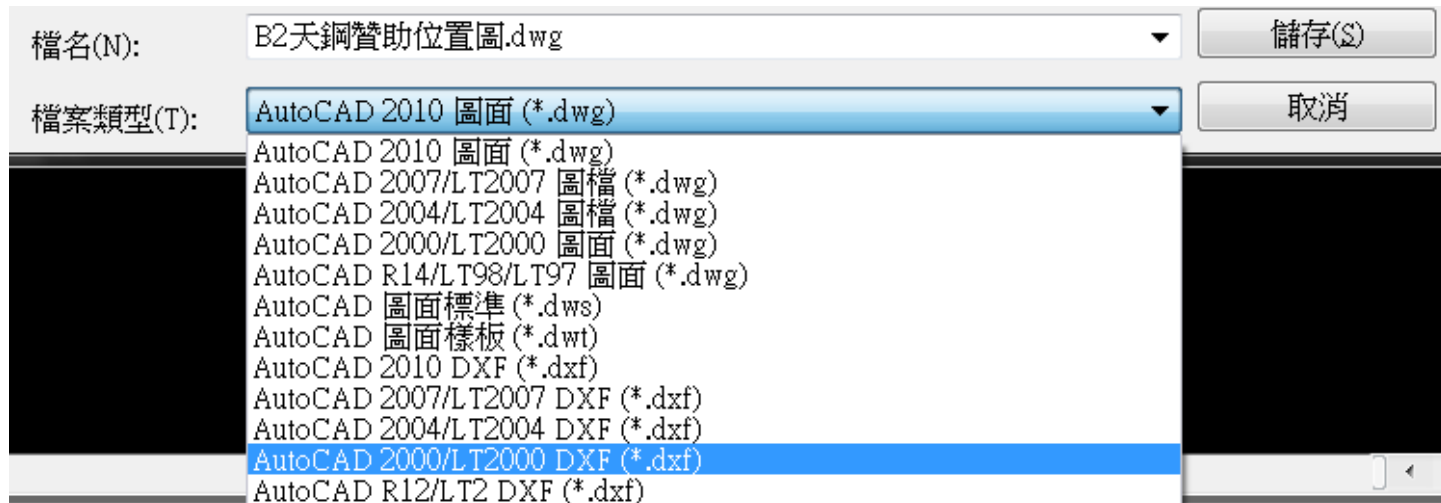 檔名(N): B2天鋼贊助位置圖.dwg 儲存(S)
檔案類型(T): AutoCAD 2010 圖面 (*.dwg) 取消
AutoCAD 2010 圖面 (*.dwg)
AutoCAD 2007/LT2007 圖檔 (*.dwg)
AutoCAD 2004/LT2004 圖檔 (*.dwg)
AutoCAD 2000/LT2000 圖面 (*.dwg)
AutoCAD R14/LT98/LT97 圖面 (*.dwg)
AutoCAD 圖面標準 (*.dws)
AutoCAD 圖面樣板 (*.dwt)
AutoCAD 2010 DXF (*.dxf)
AutoCAD 2007/LT2007 DXF (*.dxf)
AutoCAD 2004/LT2004 DXF (*.dxf)
AutoCAD 2000/LT2000 DXF (*.dxf)
AutoCAD R12/LT2 DXF (*.dxf)